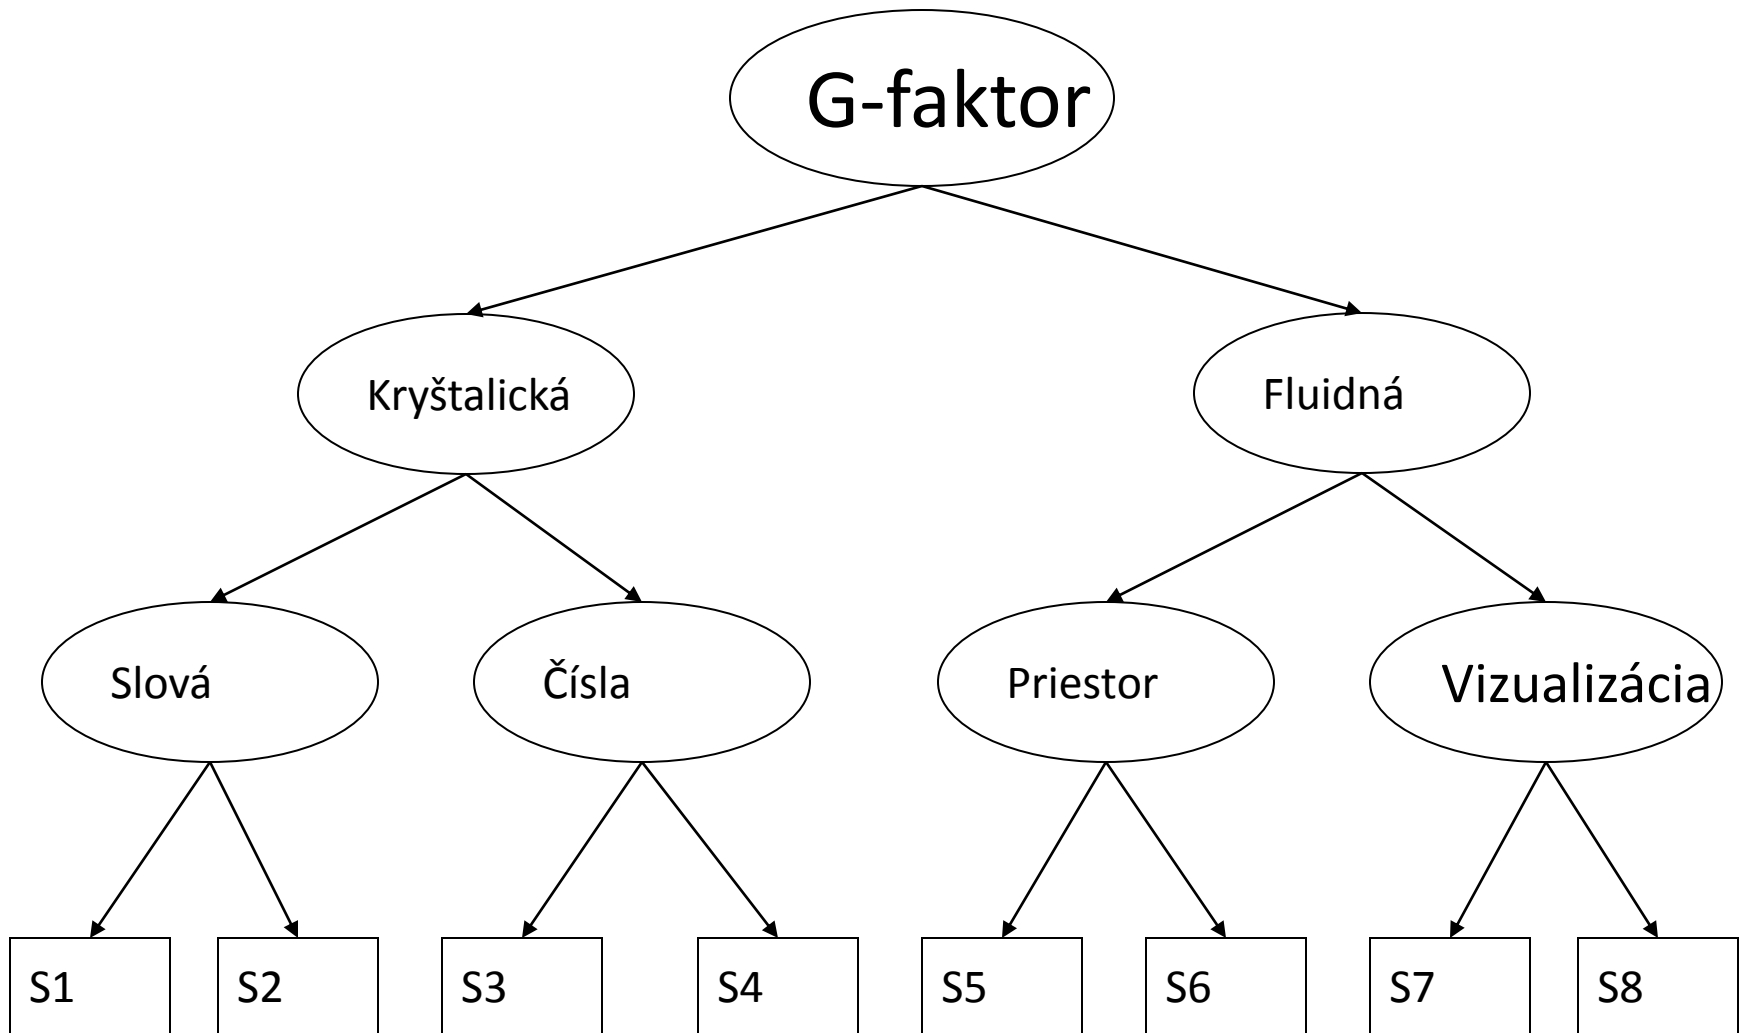 G-faktor
Kryštalická
Fluidná
Slová
Čísla
Priestor
Vizualizácia
S1
S2
S3
S4
S5
S6
S7
S8